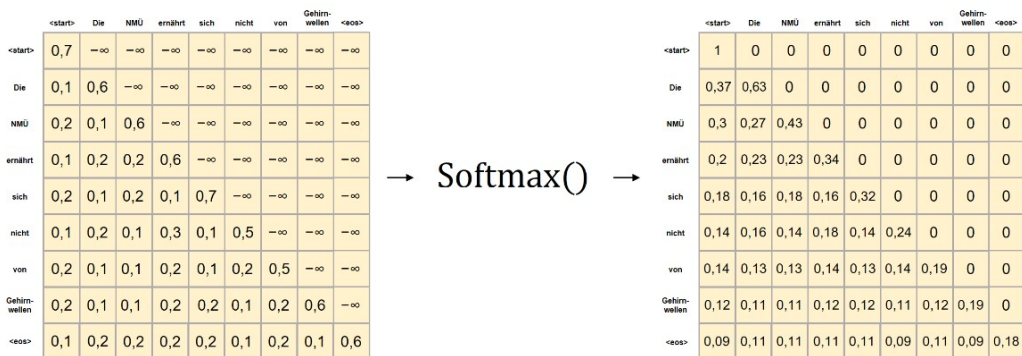 <start> Die NMÜ ernährt sich nicht von Gehirn-wellen <eos>
<start> 0,7 −∞ −∞ −∞ −∞ −∞ −∞ −∞ −∞
Die 0,1 0,6 −∞ −∞ −∞ −∞ −∞ −∞ −∞
NMÜ 0,2 0,1 0,6 −∞ −∞ −∞ −∞ −∞ −∞
ernährt 0,1 0,2 0,2 0,6 −∞ −∞ −∞ −∞ −∞
sich 0,2 0,1 0,2 0,1 0,7 −∞ −∞ −∞ −∞
nicht 0,1 0,2 0,1 0,3 0,1 0,5 −∞ −∞ −∞
von 0,2 0,1 0,1 0,2 0,1 0,2 0,5 −∞ −∞
Gehirn-wellen 0,2 0,1 0,1 0,2 0,2 0,1 0,2 0,6 −∞
<eos> 0,1 0,2 0,2 0,2 0,2 0,1 0,2 0,1 0,6
→ Softmax() →
<start> Die NMÜ ernährt sich nicht von Gehirn-wellen <eos>
<start> 1 0 0 0 0 0 0 0 0
Die 0,37 0,63 0 0 0 0 0 0 0
NMÜ 0,3 0,27 0,43 0 0 0 0 0 0
ernährt 0,2 0,23 0,23 0,34 0 0 0 0 0
sich 0,18 0,16 0,18 0,16 0,32 0 0 0 0
nicht 0,14 0,16 0,14 0,18 0,14 0,24 0 0 0
von 0,14 0,13 0,13 0,14 0,13 0,14 0,19 0 0
Gehirn-wellen 0,12 0,11 0,11 0,12 0,12 0,11 0,12 0,19 0
<eos> 0,09 0,11 0,11 0,11 0,11 0,09 0,11 0,09 0,18